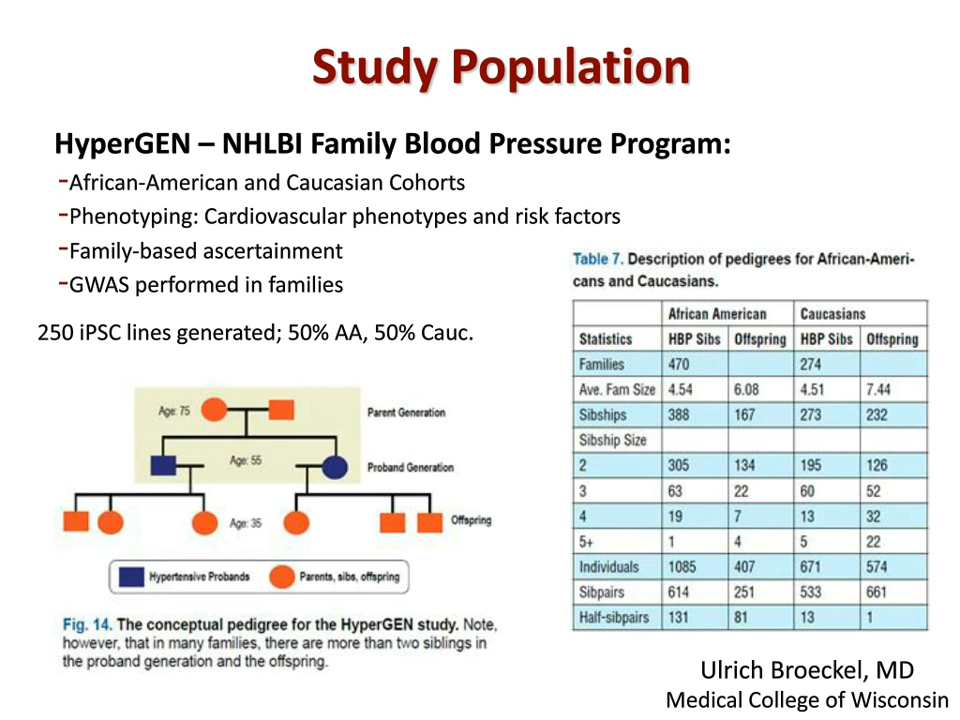 Study Population
HyperGEN – NHLBI Family Blood Pressure Program:
-African-American and Caucasian Cohorts
-Phenotyping: Cardiovascular phenotypes and risk factors
-Family-based ascertainment
-GWAS performed in families
250 iPSC lines generated; 50% AA, 50% Cauc.
Age: 75
Parent Generation
Age: 55
Proband Generation
Age: 35
Offspring
Hypertensive Probands
Parents, sibs, offspring
Fig. 14. The conceptual pedigree for the HyperGEN study. Note,
however, that in many families, there are more than two siblings in
the proband generation and the offspring.
Table 7. Description of pedigrees for African-Ameri-
cans and Caucasians.
African American Caucasians
Statistics HBP Sibs Offspring HBP Sibs Offspring
Families 470 274
Ave. Fam Size 4.54 6.08 4.51 7.44
Sibships 388 167 273 232
Sibship Size
2 305 134 195 126
3 63 22 60 52
4 19 7 13 32
5+ 1 4 5 22
Individuals 1085 407 671 574
Sibpairs 614 251 533 661
Half-sibpairs 131 81 13 1
Ulrich Broeckel, MD
Medical College of Wisconsin